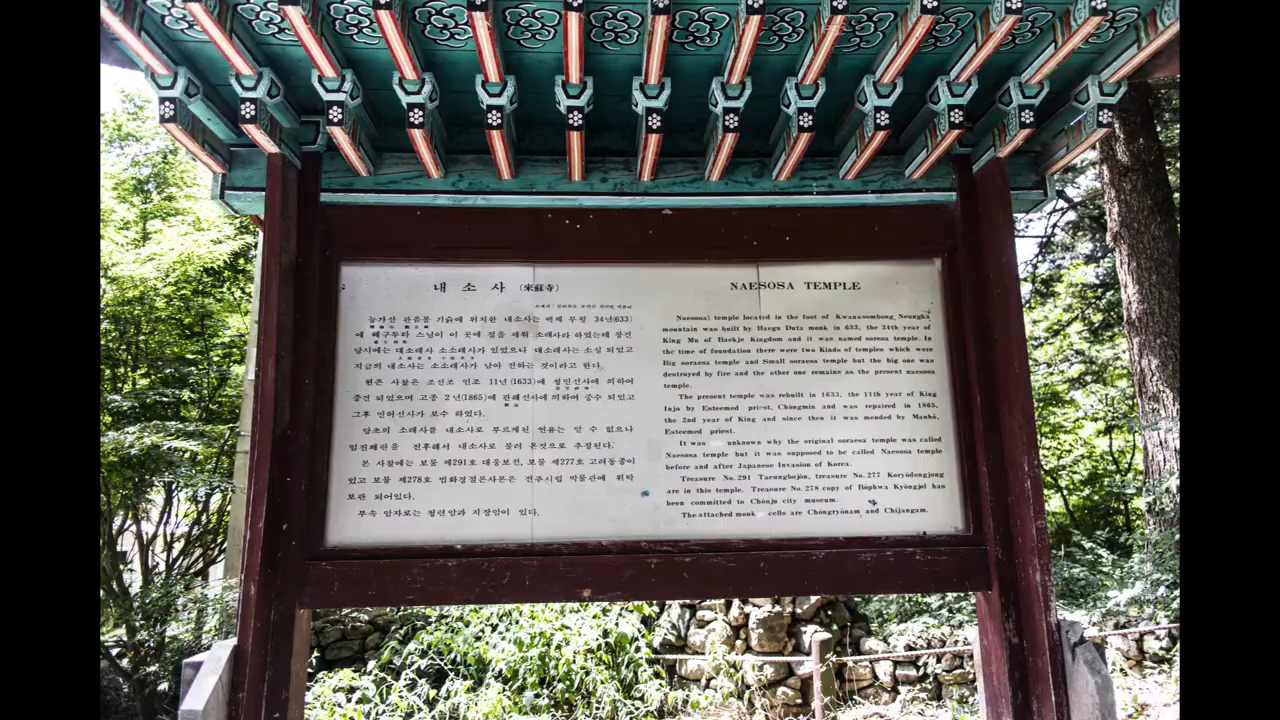 내 소 사 (來蘇寺)
소재지 : 전라북도 부안군 진서면 석포리
능가산 관음봉 기슭에 위치한 내소사는 백제 무왕 34년(633)
에 혜구두타 스님이 이 곳에 절을 세워 소래사라 하였는데 창건
당시에는 대소래사 소소래사가 있었으나 대소래사는 소실 되었고
지금의 내소사는 소소래사가 남아 전하는 것이라고 한다.
현존 사찰은 조선조 인조 11년(1633)에 청민선사에 의하여
중건 되었으며 고종 2년(1865)에 관해선사에 의하여 중수 되었고
그후 만허선사가 보수 하였다.
당초의 소래사를 내소사로 부르게된 연유는 알 수 없으나
임진왜란을 전후해서 내소사로 불러 온것으로 추정된다.
본 사찰에는 보물 제291호 대웅보전, 보물 제277호 고려동종이
있고 보물 제278호 법화경절본사본은 전주시립 박물관에 위탁
보관 되어있다.
부속 암자로는 청련암과 지장암이 있다.
NAESOSA TEMPLE
Naesosa temple located in the foot of Kwanuoombong Neungka
mountain was built by Haegu Duta monk in 633, the 34th year of
King Mu of Baekje Kingdom and it was named soresa temple. In
the time of foundation there were two Kinds of temples which were
Big soraesa temple and Small soraesa temple but the big one was
destroyed by fire and the other one remains as the present naesosa
temple.
The present temple was rebuilt in 1633, the 11th year of King
Injo by Esteemed priest, Chŏngmin and was repaired in 1865,
the 2nd year of King and since then it was mended by Manhŏ,
Esteemed priest.
It was unknown why the original soraesa temple was called
Naesosa temple but it was supposed to be called Naesosa temple
before and after Japanese Invasion of Korea.
Treasure No.291 Taeungbojŏn, treasure No.277 Koryŏdongjong
are in this temple. Treasure No.278 copy of Bŏphwa Kyŏngjol has
been committed to Chŏnju city museum.
The attached monk cells are Chŏngryŏnam and Chijangam.